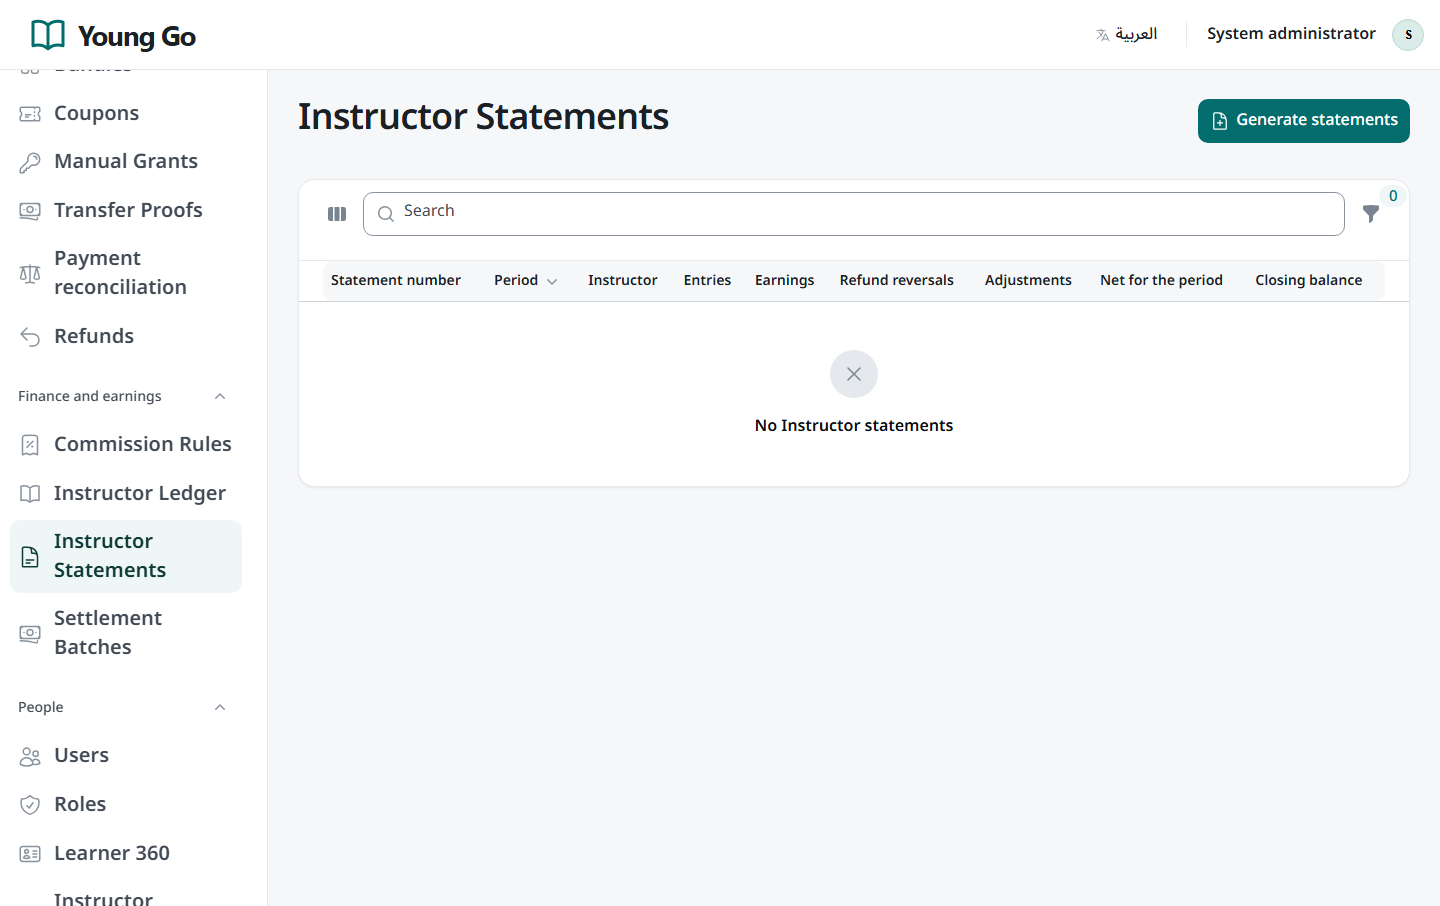 Young Go
العربية
System administrator
S
Bundles
Coupons
Manual Grants
Transfer Proofs
Payment
reconciliation
Refunds
Finance and earnings
Commission Rules
Instructor Ledger
Instructor
Statements
Settlement
Batches
People
Users
Roles
Learner 360
Instructor
Instructor Statements
Generate statements
Search
0
Statement number
Period
Instructor
Entries
Earnings
Refund reversals
Adjustments
Net for the period
Closing balance
No Instructor statements